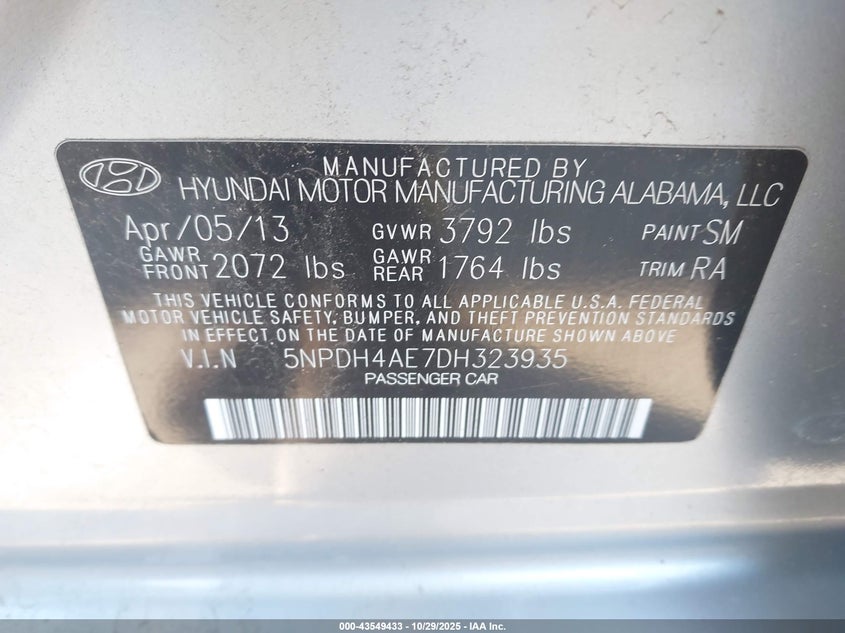 MANUFACTURED BY
HYUNDAI MOTOR MANUFACTURING ALABAMA, LLC
Apr/05/13 GVWR 3792 lbs PAINT SM
GAWR FRONT 2072 lbs GAWR REAR 1764 lbs TRIM RA
THIS VEHICLE CONFORMS TO ALL APPLICABLE U.S.A. FEDERAL
MOTOR VEHICLE SAFETY, BUMPER, AND THEFT PREVENTION STANDARDS
IN EFFECT ON THE DATE OF MANUFACTURE SHOWN ABOVE
V.I.N 5NPDH4AE7DH323935
PASSENGER CAR
000-43549433 - 10/29/2025 - IAA Inc.